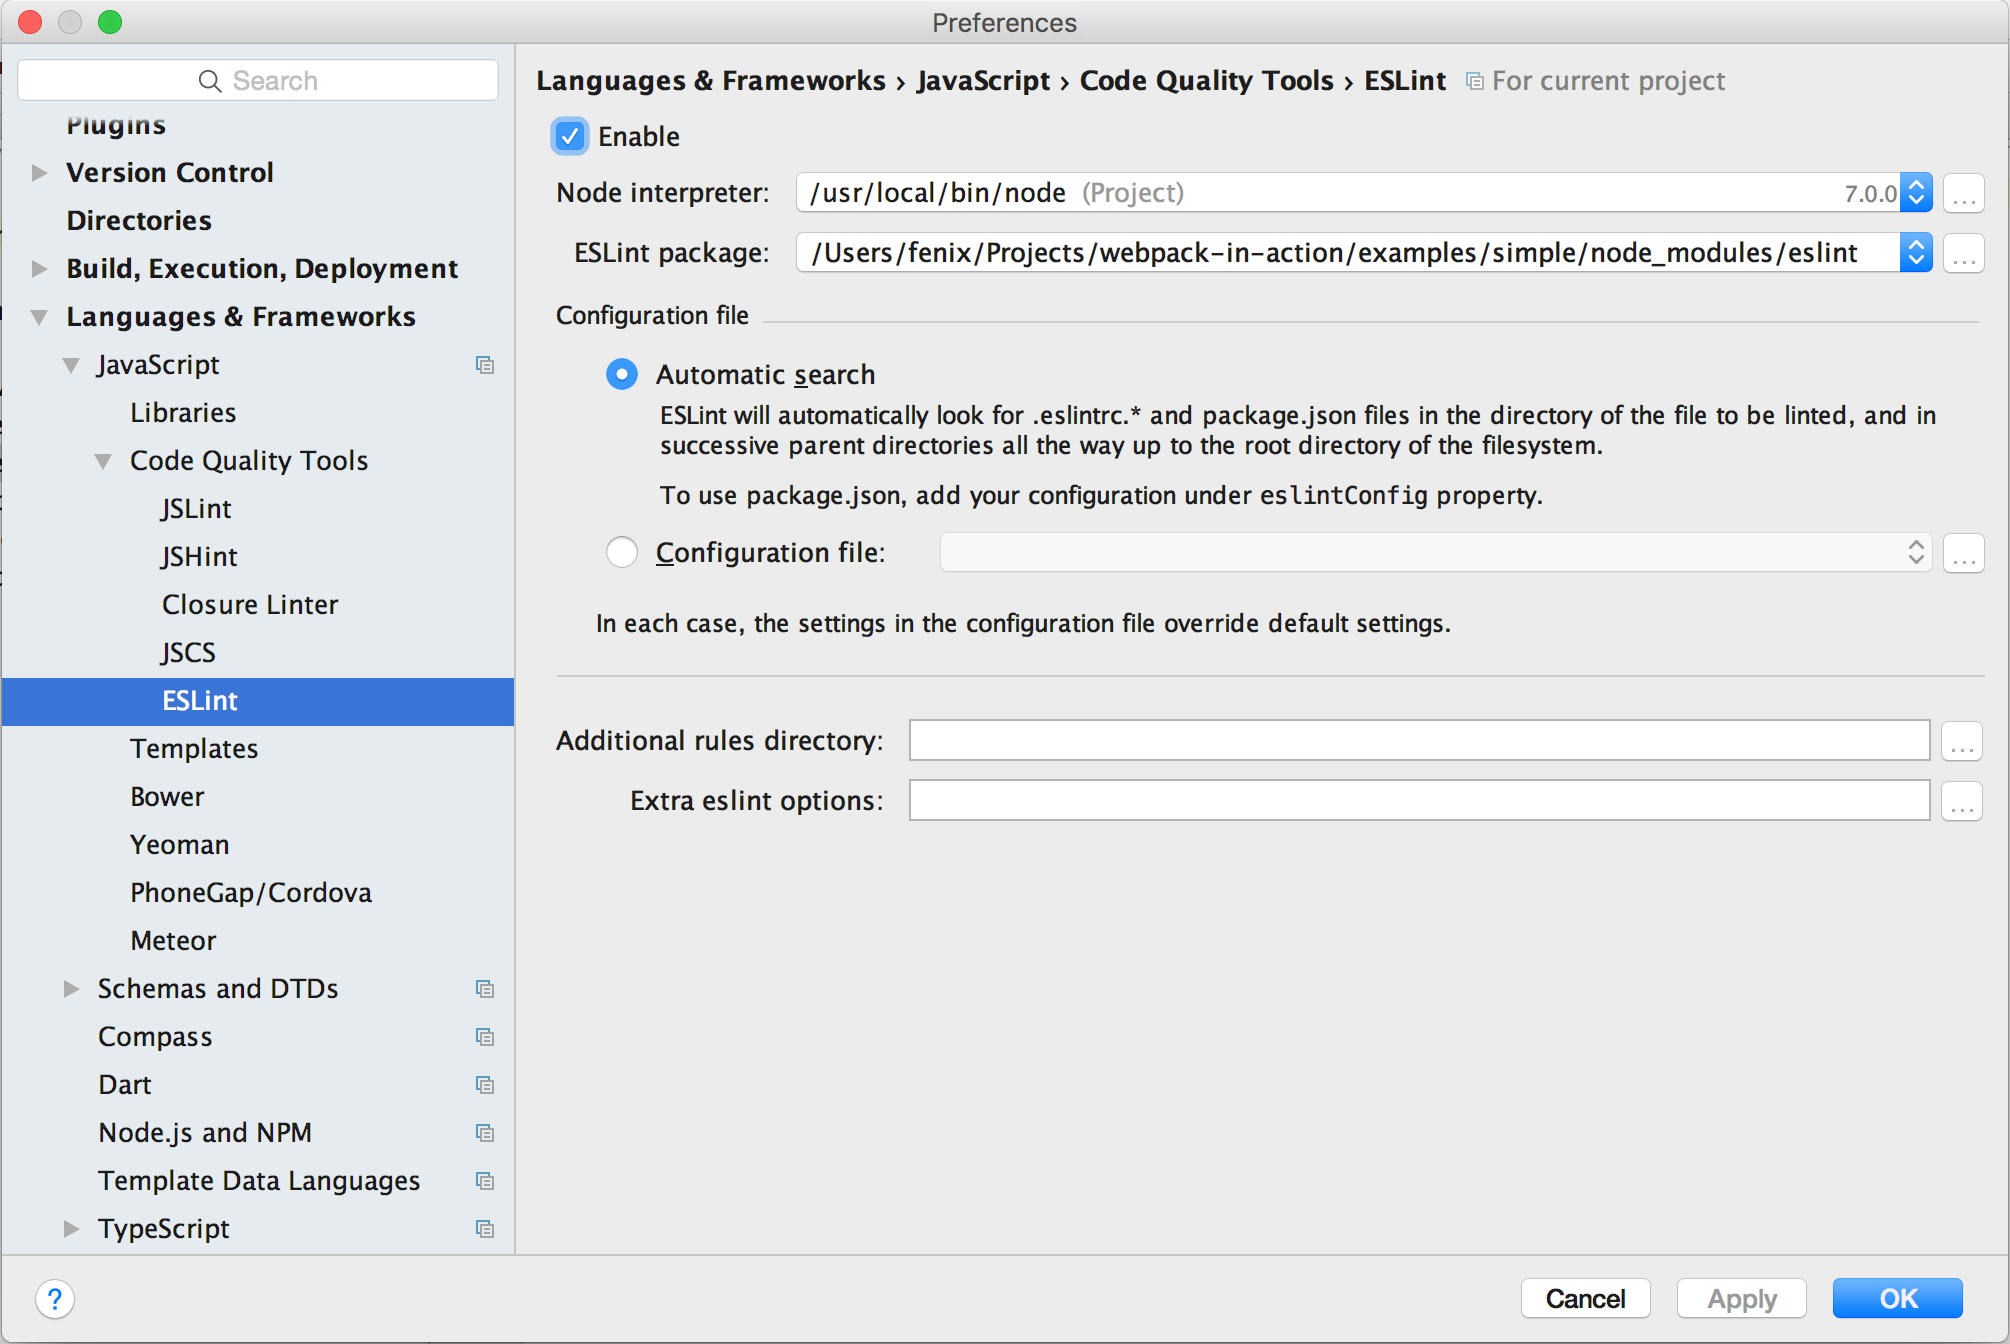 Preferences
Search
Plugins
Version Control
Directories
Build, Execution, Deployment
Languages & Frameworks
JavaScript
Libraries
Code Quality Tools
JSLint
JSHint
Closure Linter
JSCS
ESLint
Templates
Bower
Yeoman
PhoneGap/Cordova
Meteor
Schemas and DTDs
Compass
Dart
Node.js and NPM
Template Data Languages
TypeScript
Languages & Frameworks › JavaScript › Code Quality Tools › ESLint For current project
Enable
Node interpreter: /usr/local/bin/node (Project) 7.0.0 ...
ESLint package: /Users/fenix/Projects/webpack-in-action/examples/simple/node_modules/eslint ...
Configuration file
Automatic search
ESLint will automatically look for .eslintrc.* and package.json files in the directory of the file to be linted, and in
successive parent directories all the way up to the root directory of the filesystem.
To use package.json, add your configuration under eslintConfig property.
Configuration file: ...
In each case, the settings in the configuration file override default settings.
Additional rules directory: ...
Extra eslint options: ...
? Cancel Apply OK